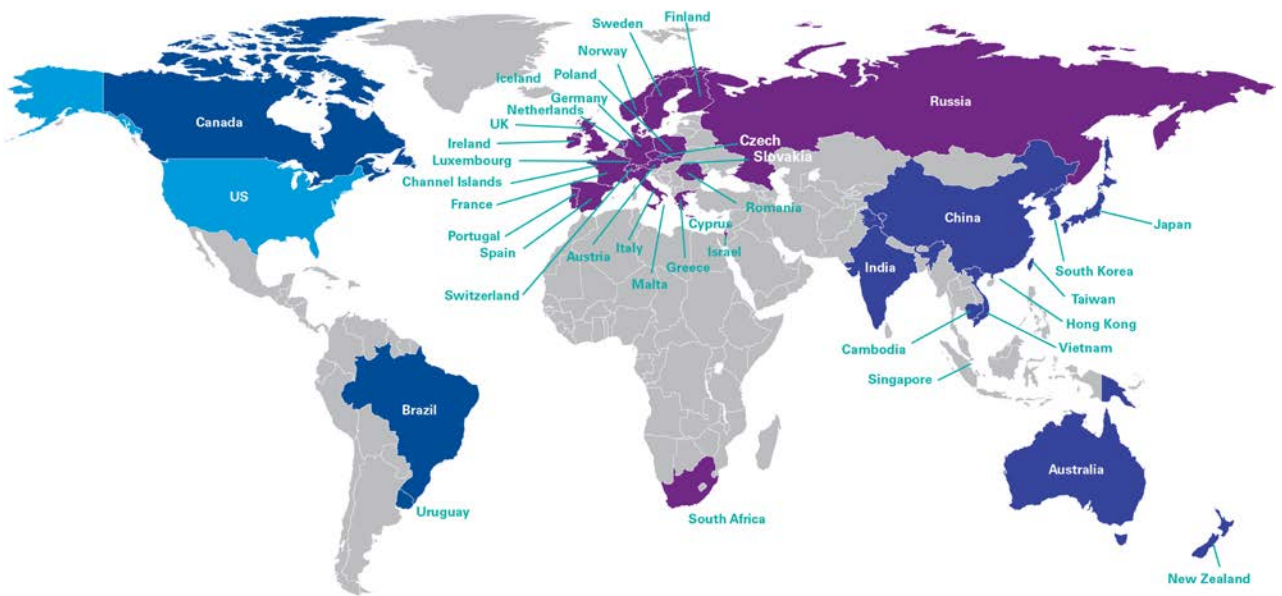 Finland
Sweden
Norway
Iceland
Poland
Germany
Netherlands
UK
Ireland
Luxembourg
Channel Islands
France
Portugal
Spain
Switzerland
Austria
Italy
Malta
Greece
Cyprus
Israel
Romania
Czech
Slovakia
Russia
Canada
US
Brazil
Uruguay
South Africa
China
India
Japan
South Korea
Taiwan
Hong Kong
Vietnam
Cambodia
Singapore
Australia
New Zealand